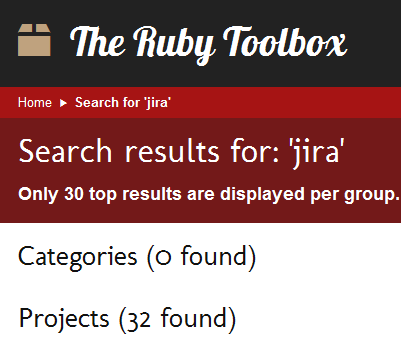 The Ruby Toolbox
Home ▶ Search for 'jira'
Search results for: 'jira'
Only 30 top results are displayed per group.
Categories (0 found)
Projects (32 found)